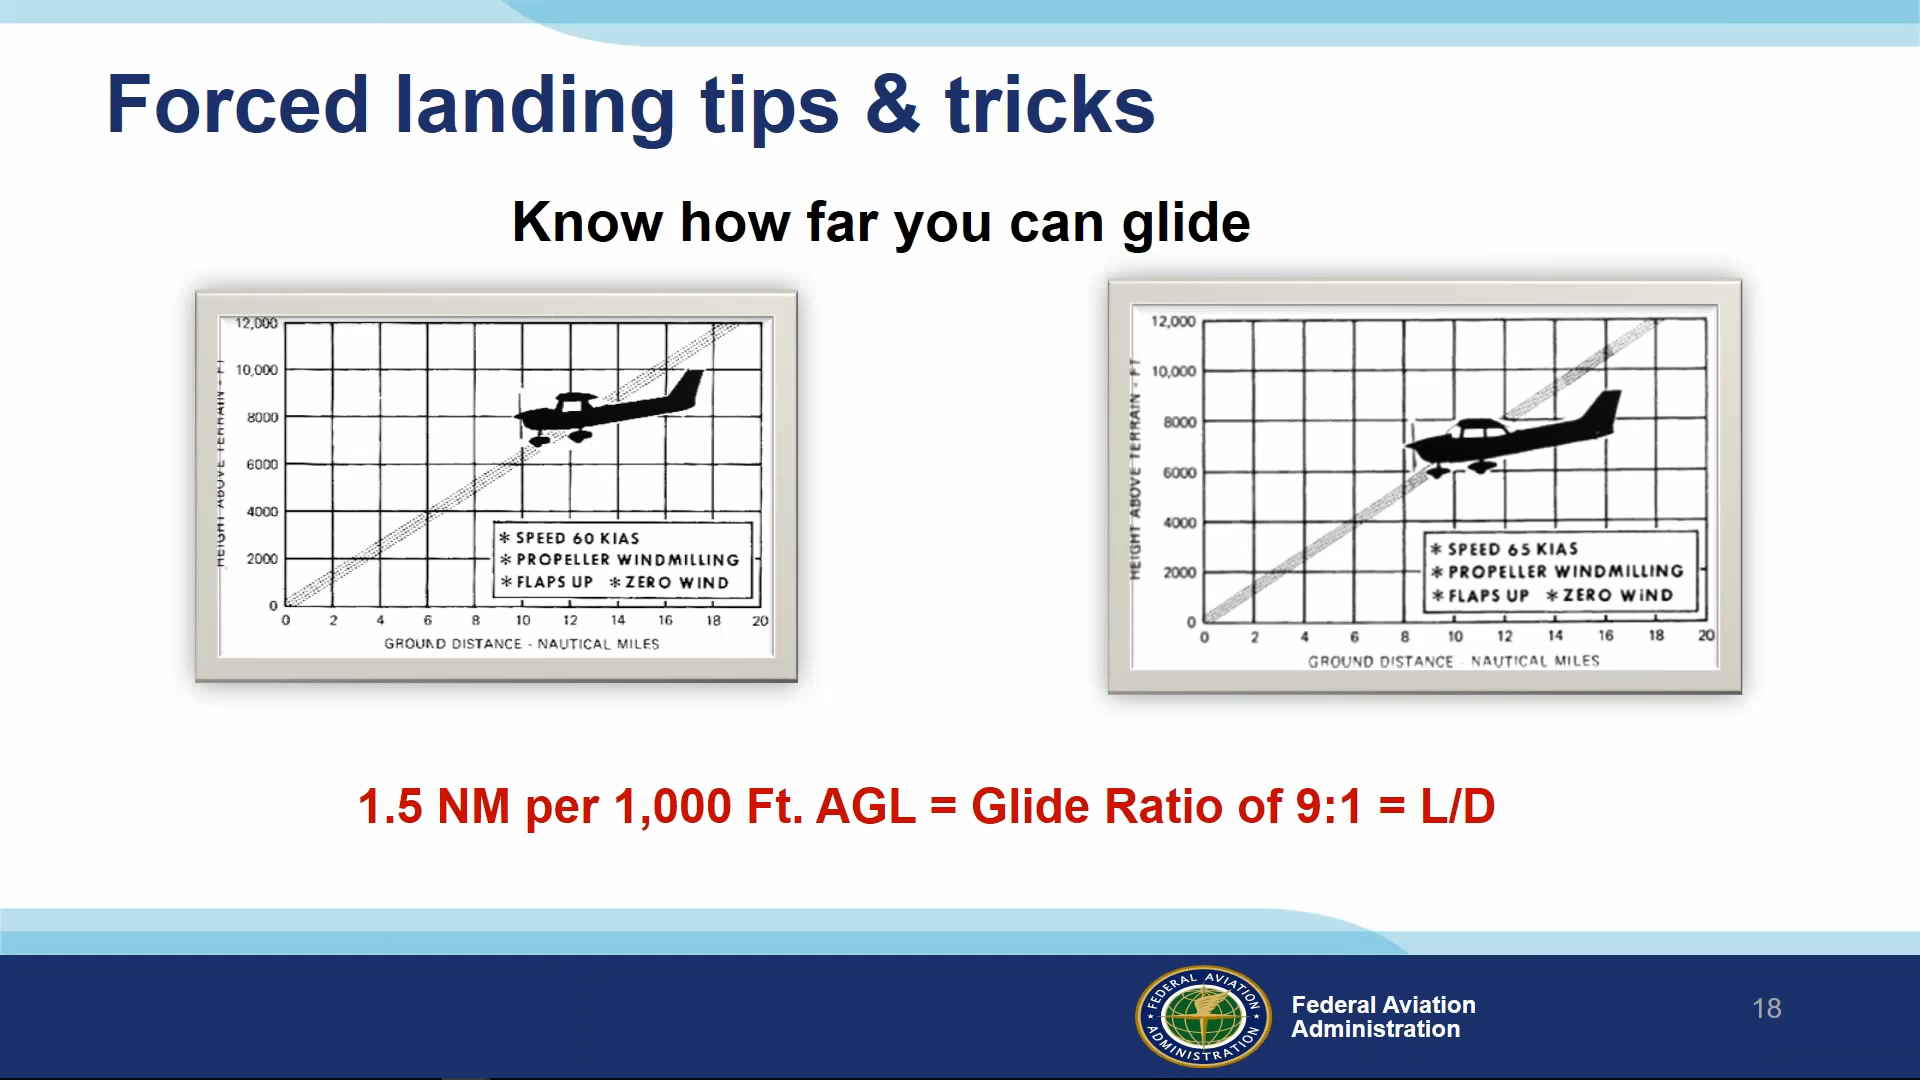 Forced landing tips & tricks
Know how far you can glide
12,000
10,000
8000
6000
4000
2000
0
HEIGHT ABOVE TERRAIN - FT
* SPEED 60 KIAS
* PROPELLER WINDMILLING
* FLAPS UP * ZERO WIND
0 2 4 6 8 10 12 14 16 18 20
GROUND DISTANCE - NAUTICAL MILES
12,000
10,000
8000
6000
4000
2000
0
HEIGHT ABOVE TERRAIN - FT
* SPEED 65 KIAS
* PROPELLER WINDMILLING
* FLAPS UP * ZERO WIND
0 2 4 6 8 10 12 14 16 18 20
GROUND DISTANCE - NAUTICAL MILES
1.5 NM per 1,000 Ft. AGL = Glide Ratio of 9:1 = L/D
FEDERAL AVIATION
ADMINISTRATION
Federal Aviation
Administration
18